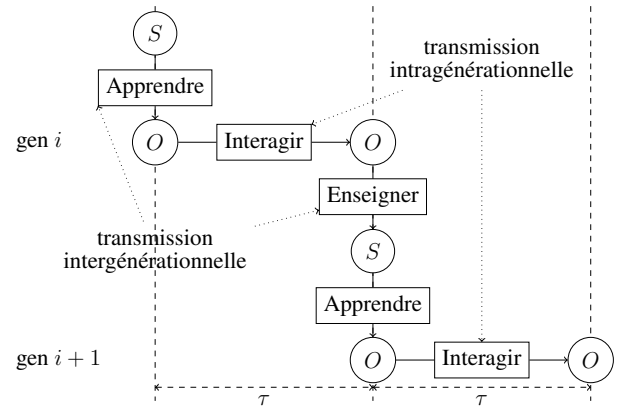 S
transmission
intragénérationnelle
Apprendre
gen i
O
Interagir
O
Enseigner
transmission
intergénérationnelle
S
Apprendre
gen i + 1
O
Interagir
O
τ
τ